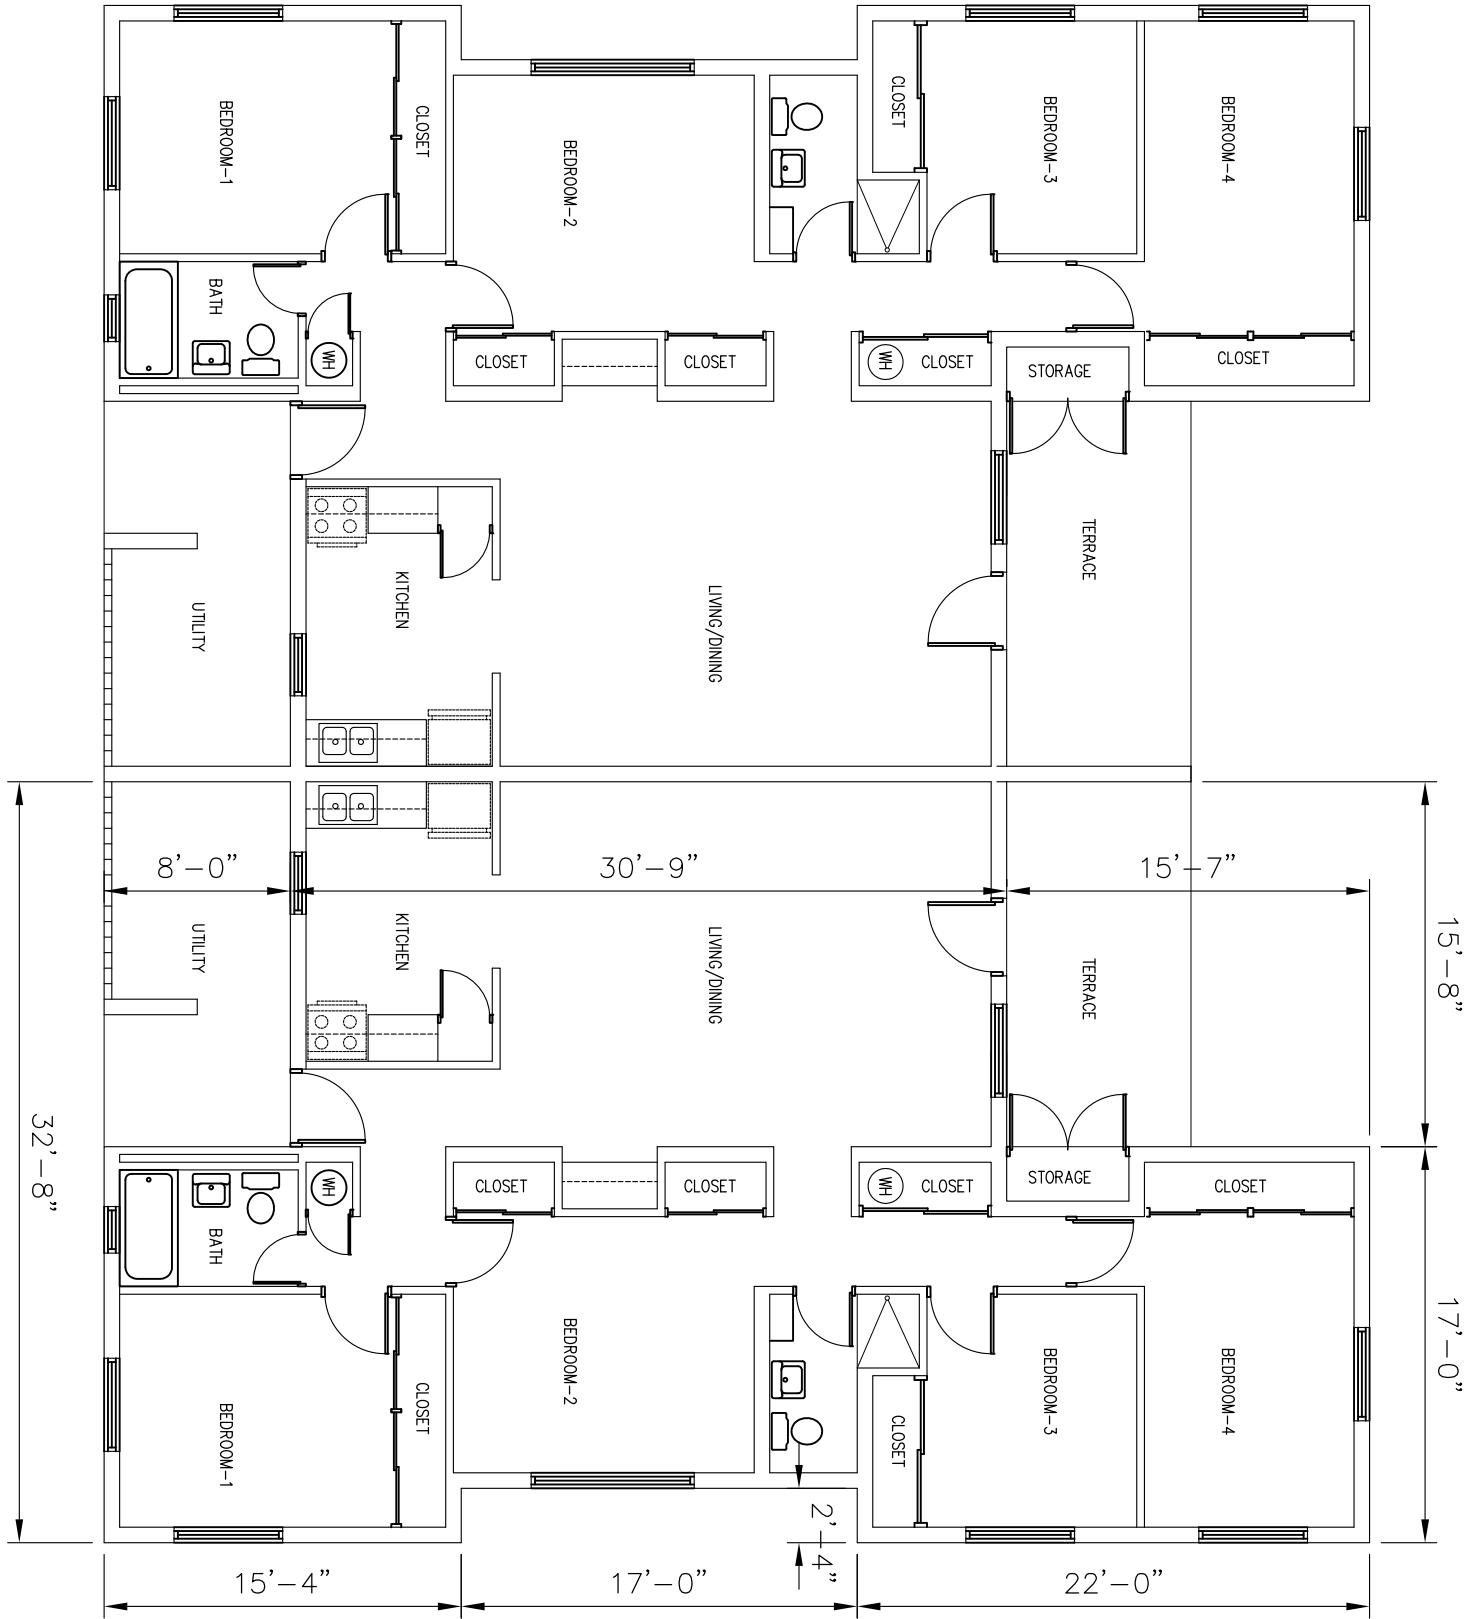 BEDROOM-1
CLOSET
BEDROOM-2
CLOSET
BEDROOM-3
BEDROOM-4
BATH
WH
CLOSET
CLOSET
WH
CLOSET
STORAGE
CLOSET
UTILITY
KITCHEN
LIVING/DINING
TERRACE
8'-0"
30'-9"
15'-7"
15'-8"
UTILITY
KITCHEN
LIVING/DINING
TERRACE
32'-8"
WH
CLOSET
CLOSET
WH
CLOSET
STORAGE
CLOSET
BATH
17'-0"
BEDROOM-1
CLOSET
BEDROOM-2
CLOSET
BEDROOM-3
BEDROOM-4
2'-4"
15'-4"
17'-0"
22'-0"